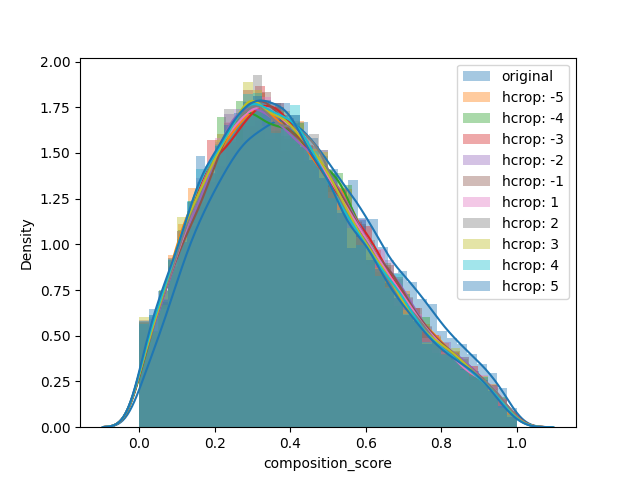 2.00
1.75
1.50
1.25
1.00
0.75
0.50
0.25
0.00
Density
0.0
0.2
0.4
0.6
0.8
1.0
composition_score
original
hcrop: -5
hcrop: -4
hcrop: -3
hcrop: -2
hcrop: -1
hcrop: 1
hcrop: 2
hcrop: 3
hcrop: 4
hcrop: 5